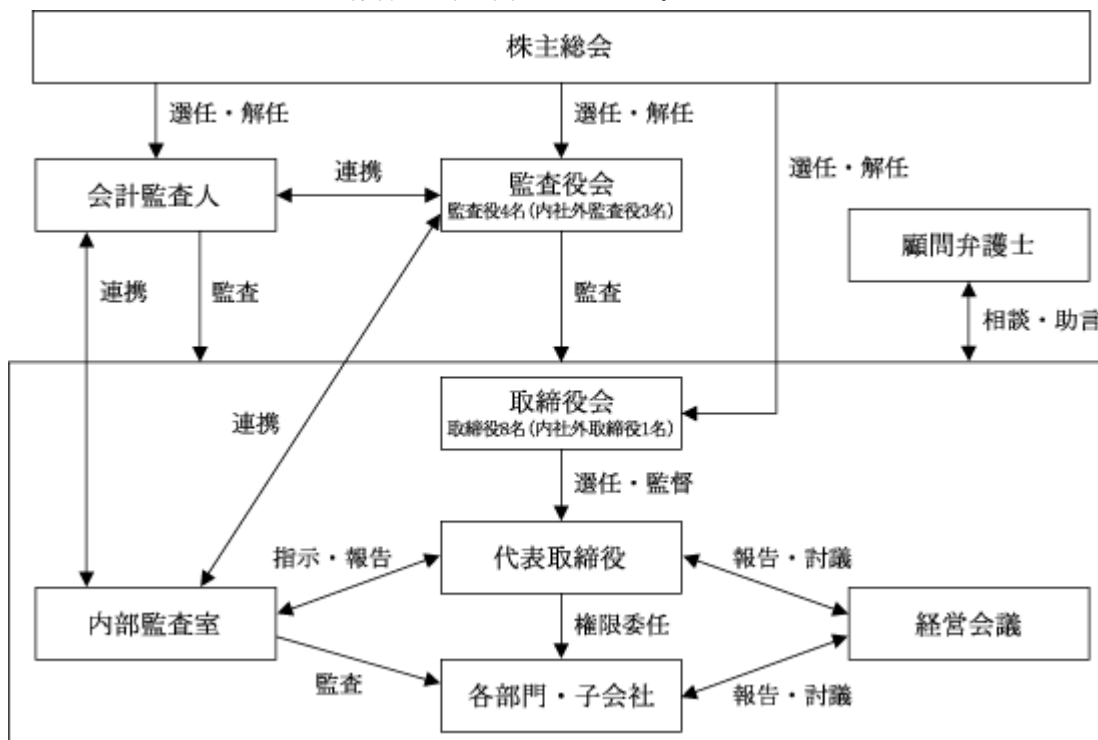 株主総会
選任・解任
選任・解任
選任・解任
会計監査人
連携
監査役会
監査役4名(内社外監査役3名)
顧問弁護士
連携
監査
監査
相談・助言
取締役会
取締役8名(内社外取締役1名)
連携
選任・監督
指示・報告
代表取締役
報告・討議
内部監査室
権限委任
経営会議
監査
各部門・子会社
報告・討議